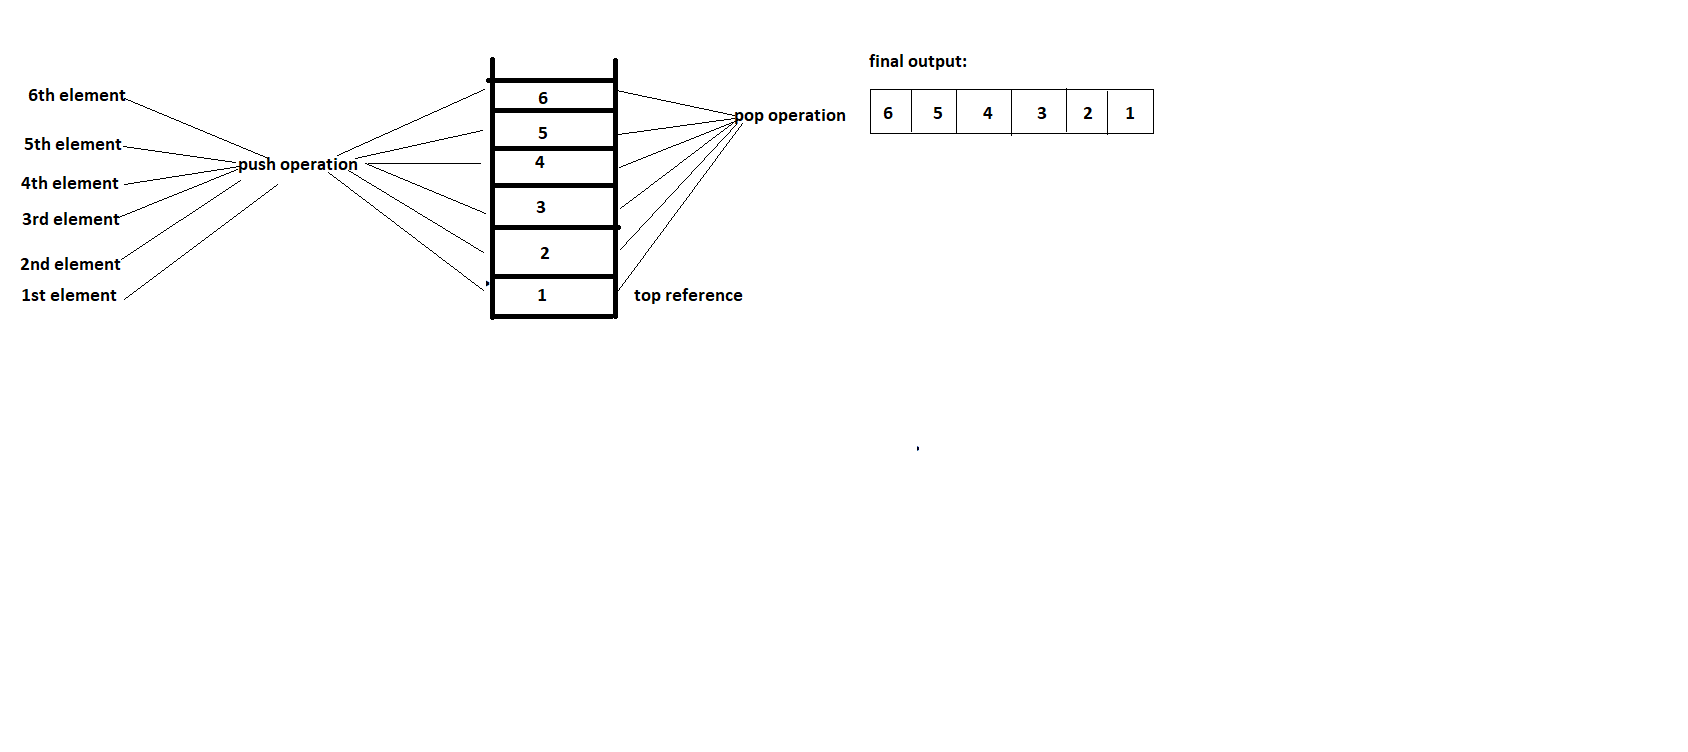 6th element
5th element
4th element
3rd element
2nd element
1st element
push operation
6
5
4
3
2
1
pop operation
top reference
final output:
6 5 4 3 2 1